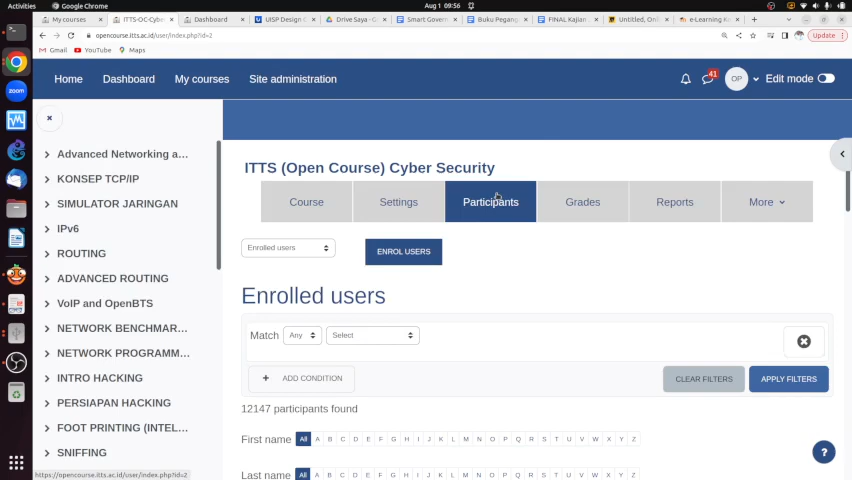 Activities
Google Chrome
Aug 1 09:56
My courses
ITTS-OC-Cyber
Dashboard
UISP Design C
Drive Saya - G
Smart Govern
Buku Pegang
FINAL Kajian
Untitled, Onl
e-Learning K
opencourse.itts.ac.id/user/index.php?id=2
Update
Gmail
YouTube
Maps
Home
Dashboard
My courses
Site administration
41
OP
Edit mode
Advanced Networking a...
KONSEP TCP/IP
SIMULATOR JARINGAN
IPv6
ROUTING
ADVANCED ROUTING
VoIP and OpenBTS
NETWORK BENCHMAR...
NETWORK PROGRAMM...
INTRO HACKING
PERSIAPAN HACKING
FOOT PRINTING (INTEL...
SNIFFING
zoom
ITTS (Open Course) Cyber Security
Course
Settings
Participants
Grades
Reports
More
Enrolled users
ENROL USERS
Enrolled users
Match Any Select
+ ADD CONDITION
CLEAR FILTERS
APPLY FILTERS
12147 participants found
First name All A B C D E F G H I J K L M N O P Q R S T U V W X Y Z
Last name All A B C D E F G H I J K L M N O P Q R S T U V W X Y Z
?
https://opencourse.itts.ac.id/user/index.php?id=2